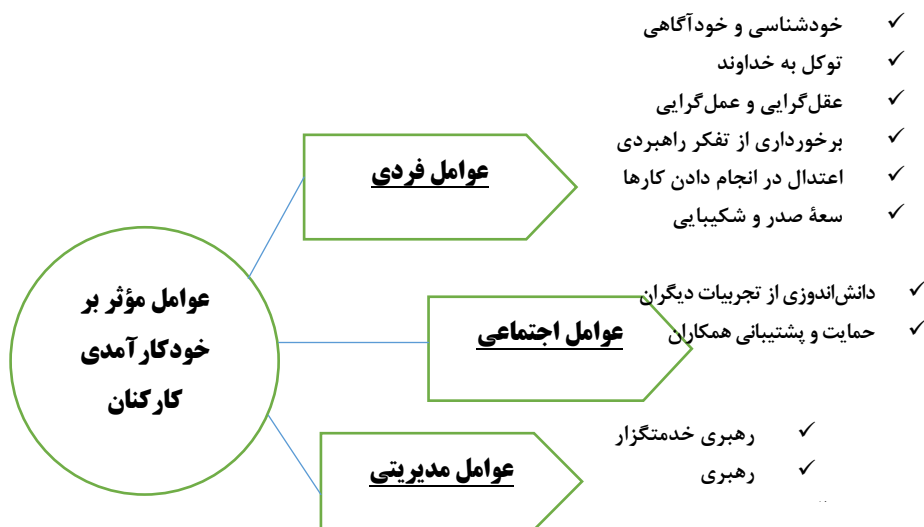 عوامل مؤثر بر
خودکارآمدی
کارکنان
عوامل فردی
خودشناسی و خودآگاهی
توکل به خداوند
عقل‌گرایی و عمل‌گرایی
برخورداری از تفکر راهبردی
اعتدال در انجام دادن کارها
سعۀ صدر و شکیبایی
عوامل اجتماعی
دانش‌اندوزی از تجربیات دیگران
حمایت و پشتیبانی همکاران
عوامل مدیریتی
رهبری خدمتگزار
رهبری